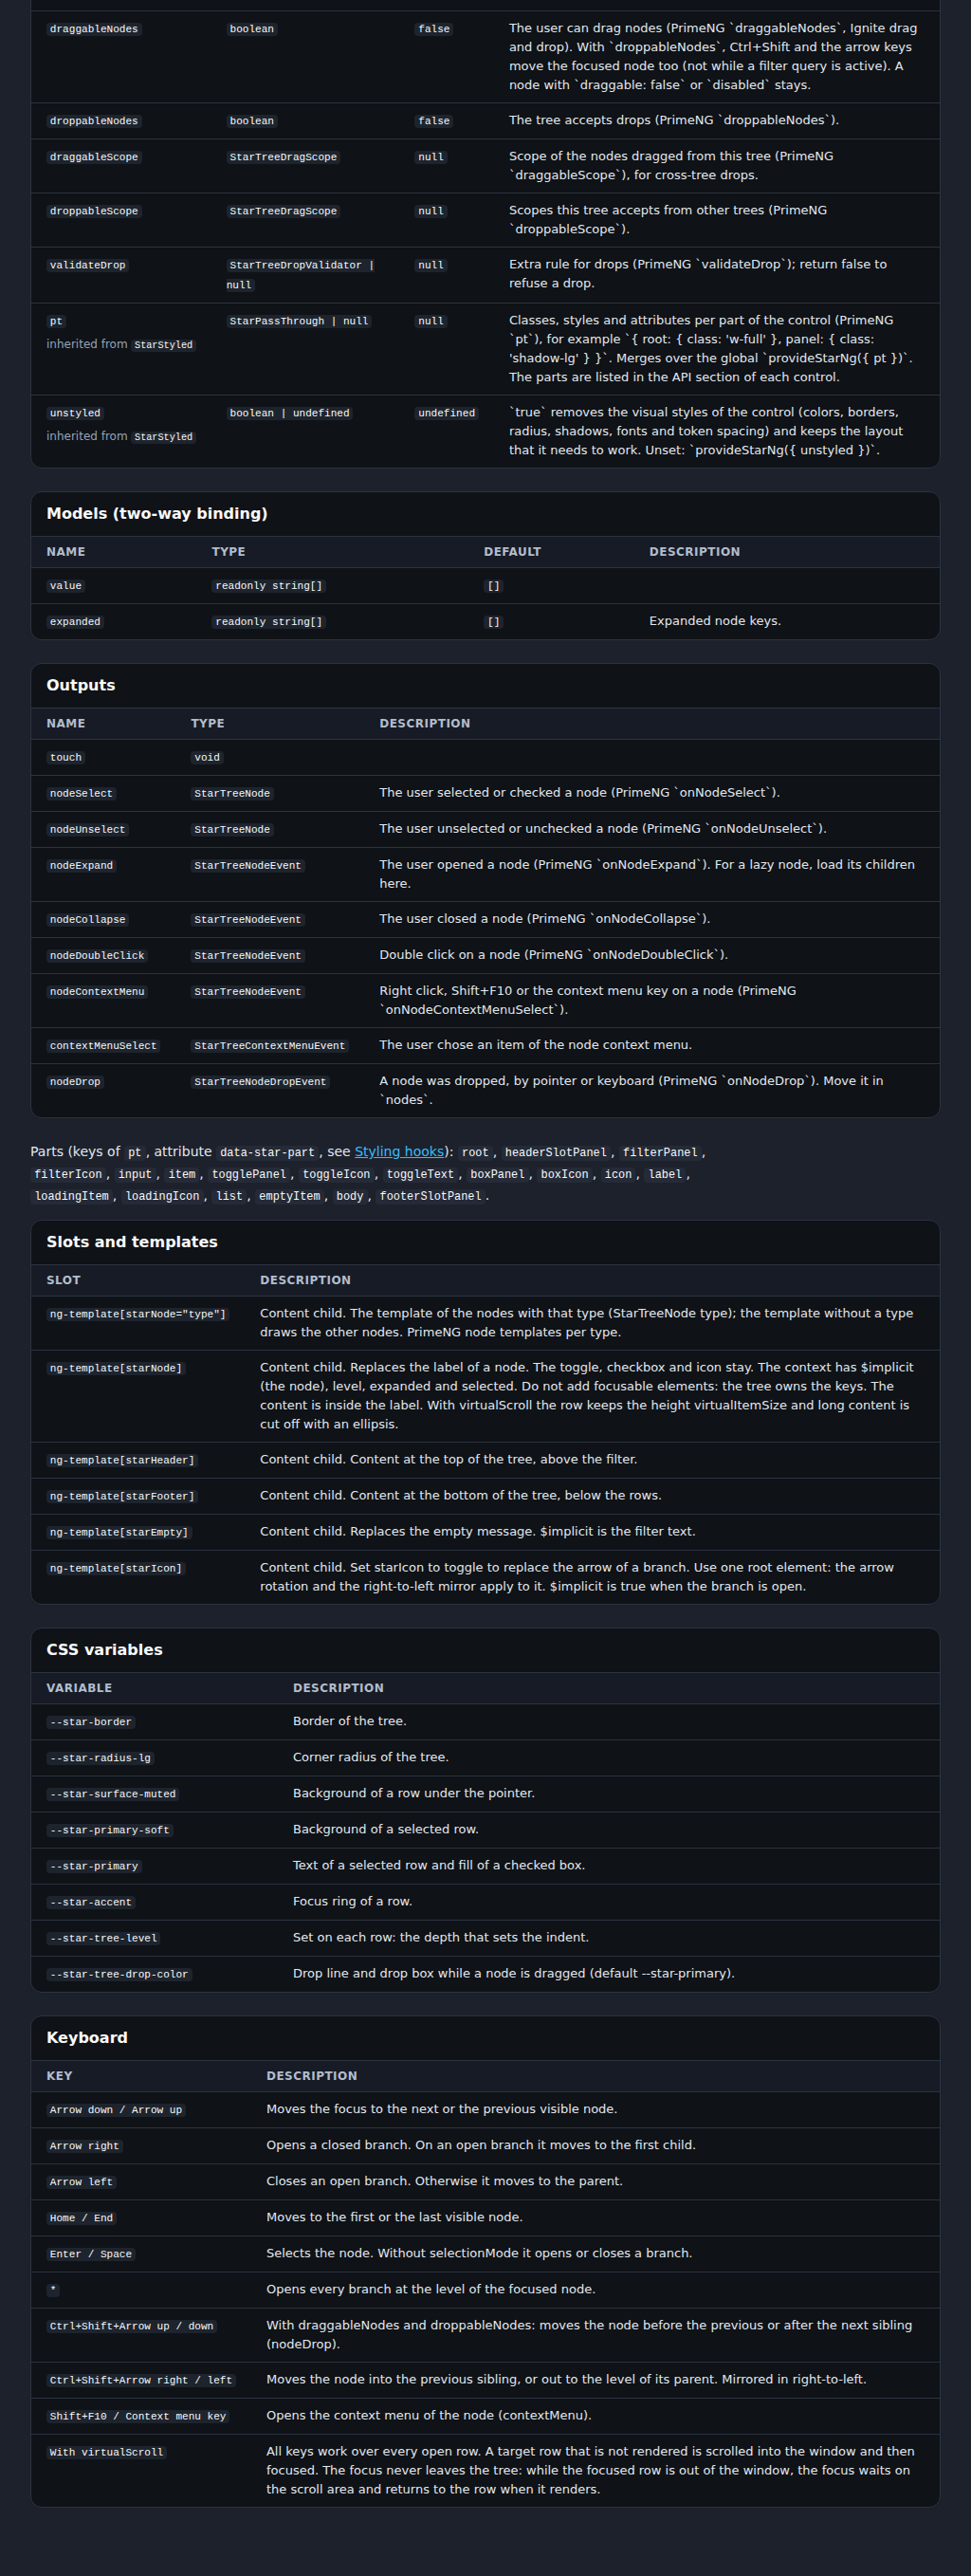 draggableNodes boolean false The user can drag nodes (PrimeNG `draggableNodes`, Ignite drag
and drop). With `droppableNodes`, Ctrl+Shift and the arrow keys
move the focused node too (not while a filter query is active). A
node with `draggable: false` or `disabled` stays.
droppableNodes boolean false The tree accepts drops (PrimeNG `droppableNodes`).
draggableScope StarTreeDragScope null Scope of the nodes dragged from this tree (PrimeNG
`draggableScope`), for cross-tree drops.
droppableScope StarTreeDragScope null Scopes this tree accepts from other trees (PrimeNG
`droppableScope`).
validateDrop StarTreeDropValidator | null Extra rule for drops (PrimeNG `validateDrop`); return false to
null refuse a drop.
pt StarPassThrough | null null Classes, styles and attributes per part of the control (PrimeNG
inherited from StarStyled `pt`), for example `{ root: { class: 'w-full' }, panel: { class:
'shadow-lg' } }`. Merges over the global `provideStarNg({ pt })`.
The parts are listed in the API section of each control.
unstyled boolean | undefined undefined `true` removes the visual styles of the control (colors, borders,
inherited from StarStyled radius, shadows, fonts and token spacing) and keeps the layout
that it needs to work. Unset: `provideStarNg({ unstyled })`.
Models (two-way binding)
NAME TYPE DEFAULT DESCRIPTION
value readonly string[] []
expanded readonly string[] [] Expanded node keys.
Outputs
NAME TYPE DESCRIPTION
touch void
nodeSelect StarTreeNode The user selected or checked a node (PrimeNG `onNodeSelect`).
nodeUnselect StarTreeNode The user unselected or unchecked a node (PrimeNG `onNodeUnselect`).
nodeExpand StarTreeNodeEvent The user opened a node (PrimeNG `onNodeExpand`). For a lazy node, load its children
here.
nodeCollapse StarTreeNodeEvent The user closed a node (PrimeNG `onNodeCollapse`).
nodeDoubleClick StarTreeNodeEvent Double click on a node (PrimeNG `onNodeDoubleClick`).
nodeContextMenu StarTreeNodeEvent Right click, Shift+F10 or the context menu key on a node (PrimeNG
`onNodeContextMenuSelect`).
contextMenuSelect StarTreeContextMenuEvent The user chose an item of the node context menu.
nodeDrop StarTreeNodeDropEvent A node was dropped, by pointer or keyboard (PrimeNG `onNodeDrop`). Move it in
`nodes`.
Parts (keys of pt, attribute data-star-part, see Styling hooks): root, headerSlotPanel, filterPanel,
filterIcon, input, item, togglePanel, toggleIcon, toggleText, boxPanel, boxIcon, icon, label,
loadingItem, loadingIcon, list, emptyItem, body, footerSlotPanel.
Slots and templates
SLOT DESCRIPTION
ng-template[starNode="type"] Content child. The template of the nodes with that type (StarTreeNode type); the template without a type
draws the other nodes. PrimeNG node templates per type.
ng-template[starNode] Content child. Replaces the label of a node. The toggle, checkbox and icon stay. The context has $implicit
(the node), level, expanded and selected. Do not add focusable elements: the tree owns the keys. The
content is inside the label. With virtualScroll the row keeps the height virtualItemSize and long content is
cut off with an ellipsis.
ng-template[starHeader] Content child. Content at the top of the tree, above the filter.
ng-template[starFooter] Content child. Content at the bottom of the tree, below the rows.
ng-template[starEmpty] Content child. Replaces the empty message. $implicit is the filter text.
ng-template[starIcon] Content child. Set starIcon to toggle to replace the arrow of a branch. Use one root element: the arrow
rotation and the right-to-left mirror apply to it. $implicit is true when the branch is open.
CSS variables
VARIABLE DESCRIPTION
--star-border Border of the tree.
--star-radius-lg Corner radius of the tree.
--star-surface-muted Background of a row under the pointer.
--star-primary-soft Background of a selected row.
--star-primary Text of a selected row and fill of a checked box.
--star-accent Focus ring of a row.
--star-tree-level Set on each row: the depth that sets the indent.
--star-tree-drop-color Drop line and drop box while a node is dragged (default --star-primary).
Keyboard
KEY DESCRIPTION
Arrow down / Arrow up Moves the focus to the next or the previous visible node.
Arrow right Opens a closed branch. On an open branch it moves to the first child.
Arrow left Closes an open branch. Otherwise it moves to the parent.
Home / End Moves to the first or the last visible node.
Enter / Space Selects the node. Without selectionMode it opens or closes a branch.
* Opens every branch at the level of the focused node.
Ctrl+Shift+Arrow up / down With draggableNodes and droppableNodes: moves the node before the previous or after the next sibling
(nodeDrop).
Ctrl+Shift+Arrow right / left Moves the node into the previous sibling, or out to the level of its parent. Mirrored in right-to-left.
Shift+F10 / Context menu key Opens the context menu of the node (contextMenu).
With virtualScroll All keys work over every open row. A target row that is not rendered is scrolled into the window and then
focused. The focus never leaves the tree: while the focused row is out of the window, the focus waits on
the scroll area and returns to the row when it renders.